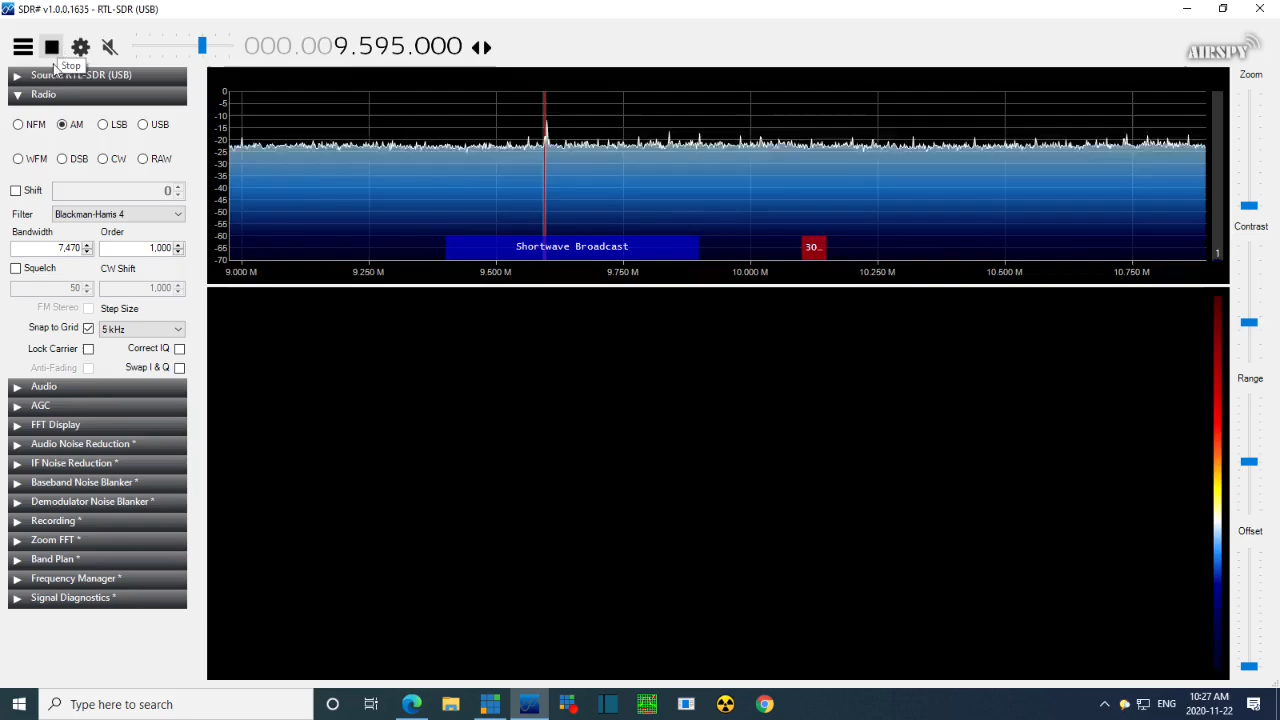 SDR# v1.0.0.1635 - RTL-SDR (USB)
000.009.595.000
AIRSPY
Stop
Source: RTL-SDR (USB)
Radio
NFM AM LSB USB
WFM DSB CW RAW
Shift 0
Filter Blackman-Harris 4
Bandwidth Order
7,470 1,000
Squelch CW Shift
50 1,000
FM Stereo Step Size
Snap to Grid 5 kHz
Lock Carrier Correct IQ
Anti-Fading Swap I & Q
Audio
AGC
FFT Display
Audio Noise Reduction *
IF Noise Reduction *
Baseband Noise Blanker *
Demodulator Noise Blanker *
Recording *
Zoom FFT *
Band Plan *
Frequency Manager *
Signal Diagnostics *
0
-5
-10
-15
-20
-25
-30
-35
-40
-45
-50
-55
-60
-65
-70
Shortwave Broadcast 30…
1
9.000 M 9.250 M 9.500 M 9.750 M 10.000 M 10.250 M 10.500 M 10.750 M
Zoom
Contrast
Range
Offset
Type here to search
ENG
10:27 AM
2020-11-22